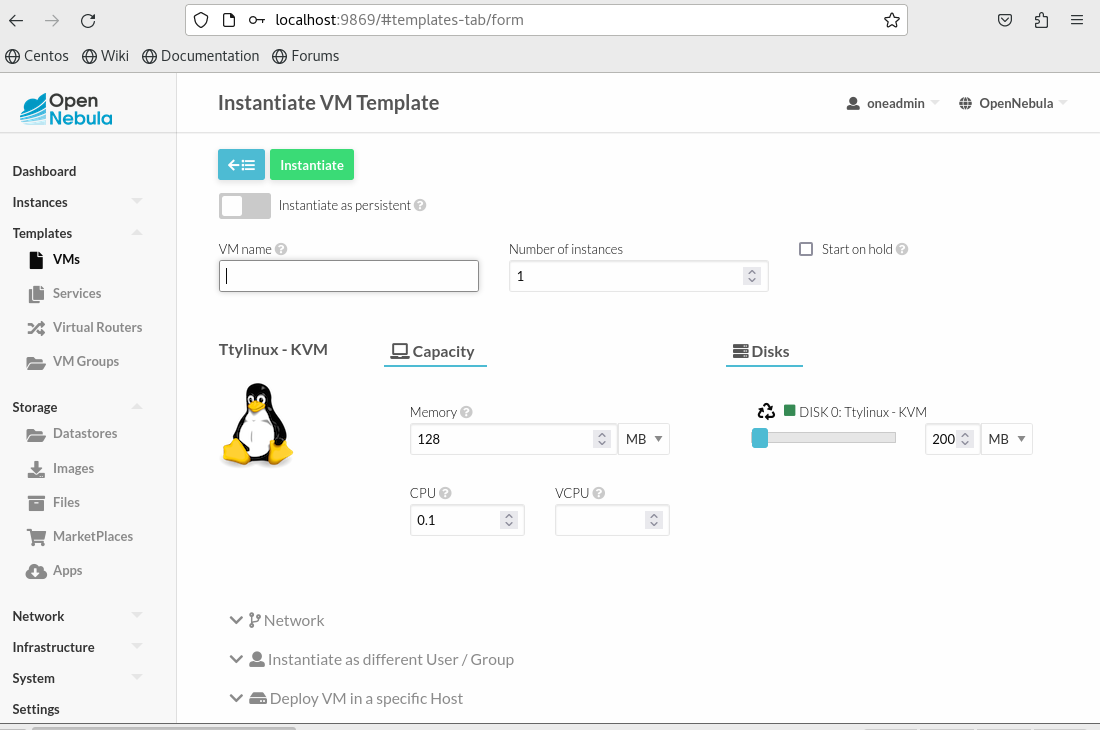 localhost:9869/#templates-tab/form
Centos Wiki Documentation Forums
Open
Nebula
Instantiate VM Template
oneadmin
OpenNebula
Dashboard
Instances
Templates
VMs
Services
Virtual Routers
VM Groups
Storage
Datastores
Images
Files
MarketPlaces
Apps
Network
Infrastructure
System
Settings
Instantiate
Instantiate as persistent ?
VM name ?
Number of instances
1
Start on hold ?
Ttylinux - KVM
Capacity
Memory ?
128 MB
CPU ?
0.1
VCPU ?
Disks
DISK 0: Ttylinux - KVM
200 MB
Network
Instantiate as different User / Group
Deploy VM in a specific Host